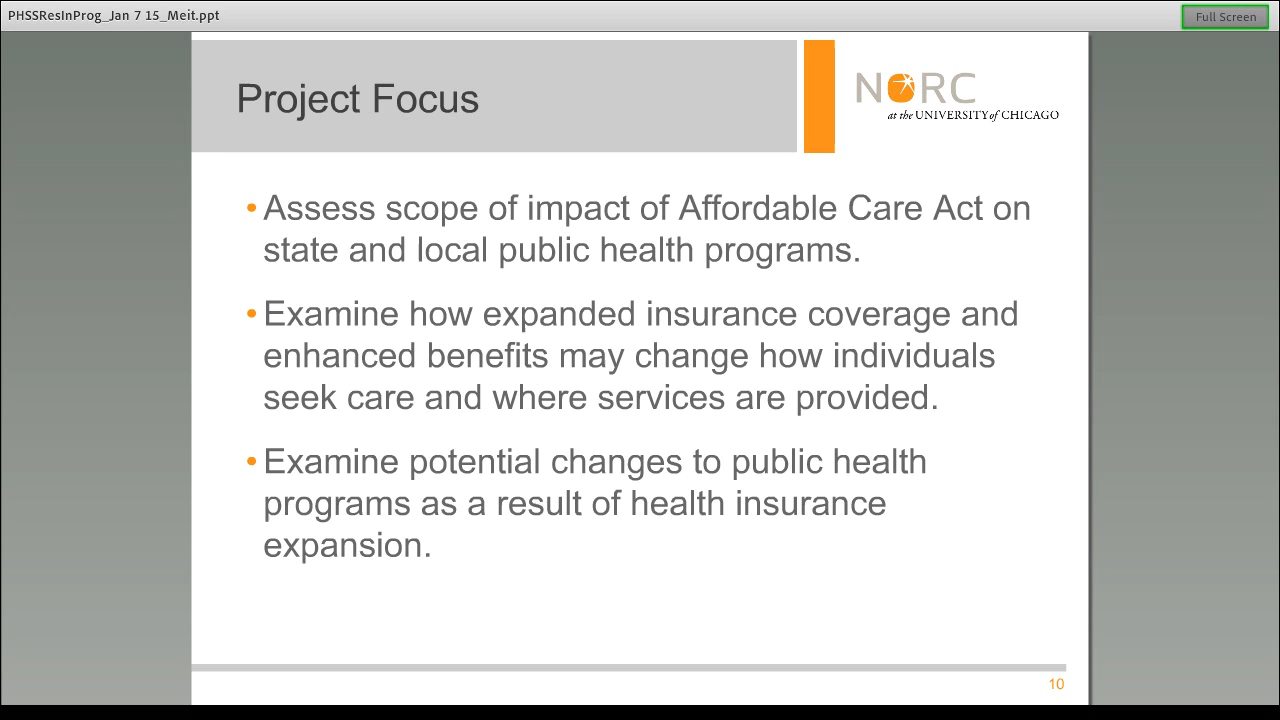 PHSSResInProg_Jan 7 15_Meit.ppt
Full Screen
Project Focus
NORC
at the UNIVERSITY of CHICAGO
•Assess scope of impact of Affordable Care Act on
state and local public health programs.
•Examine how expanded insurance coverage and
enhanced benefits may change how individuals
seek care and where services are provided.
•Examine potential changes to public health
programs as a result of health insurance
expansion.
10